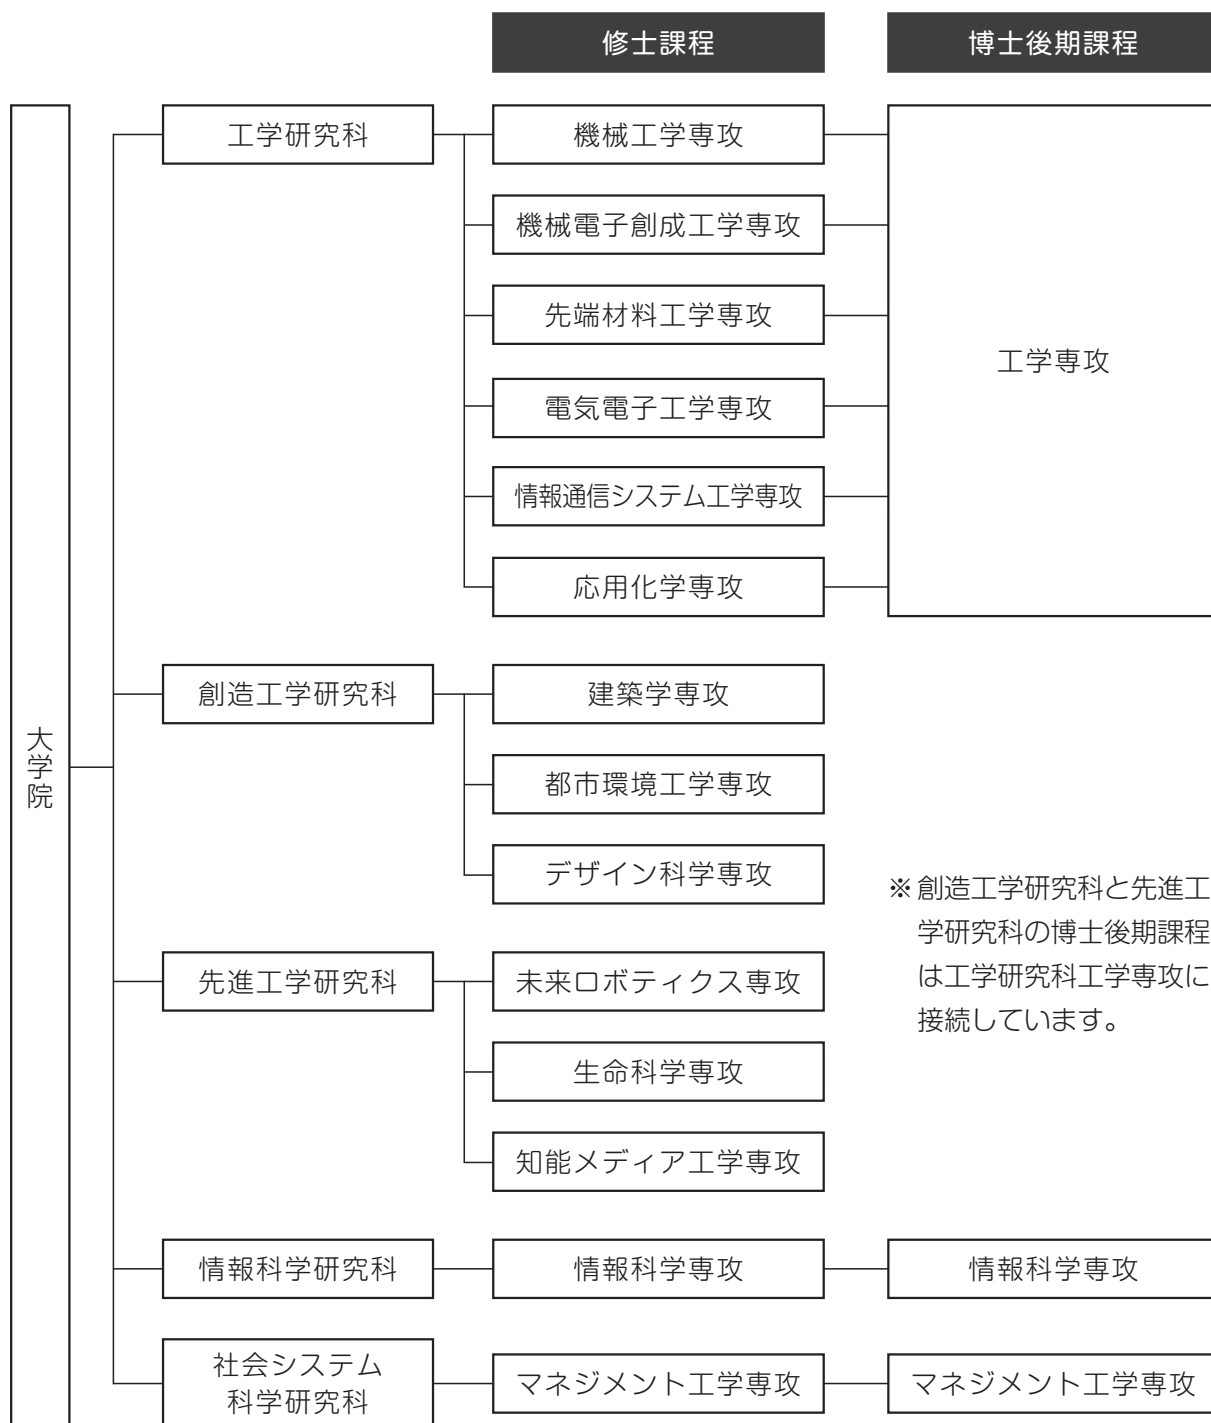 修士課程
博士後期課程
大学院
工学研究科
機械工学専攻
機械電子創成工学専攻
先端材料工学専攻
電気電子工学専攻
情報通信システム工学専攻
応用化学専攻
工学専攻
創造工学研究科
建築学専攻
都市環境工学専攻
デザイン科学専攻
※創造工学研究科と先進工
学研究科の博士後期課程
は工学研究科工学専攻に
接続しています。
先進工学研究科
未来ロボティクス専攻
生命科学専攻
知能メディア工学専攻
情報科学研究科
情報科学専攻
情報科学専攻
社会システム
科学研究科
マネジメント工学専攻
マネジメント工学専攻